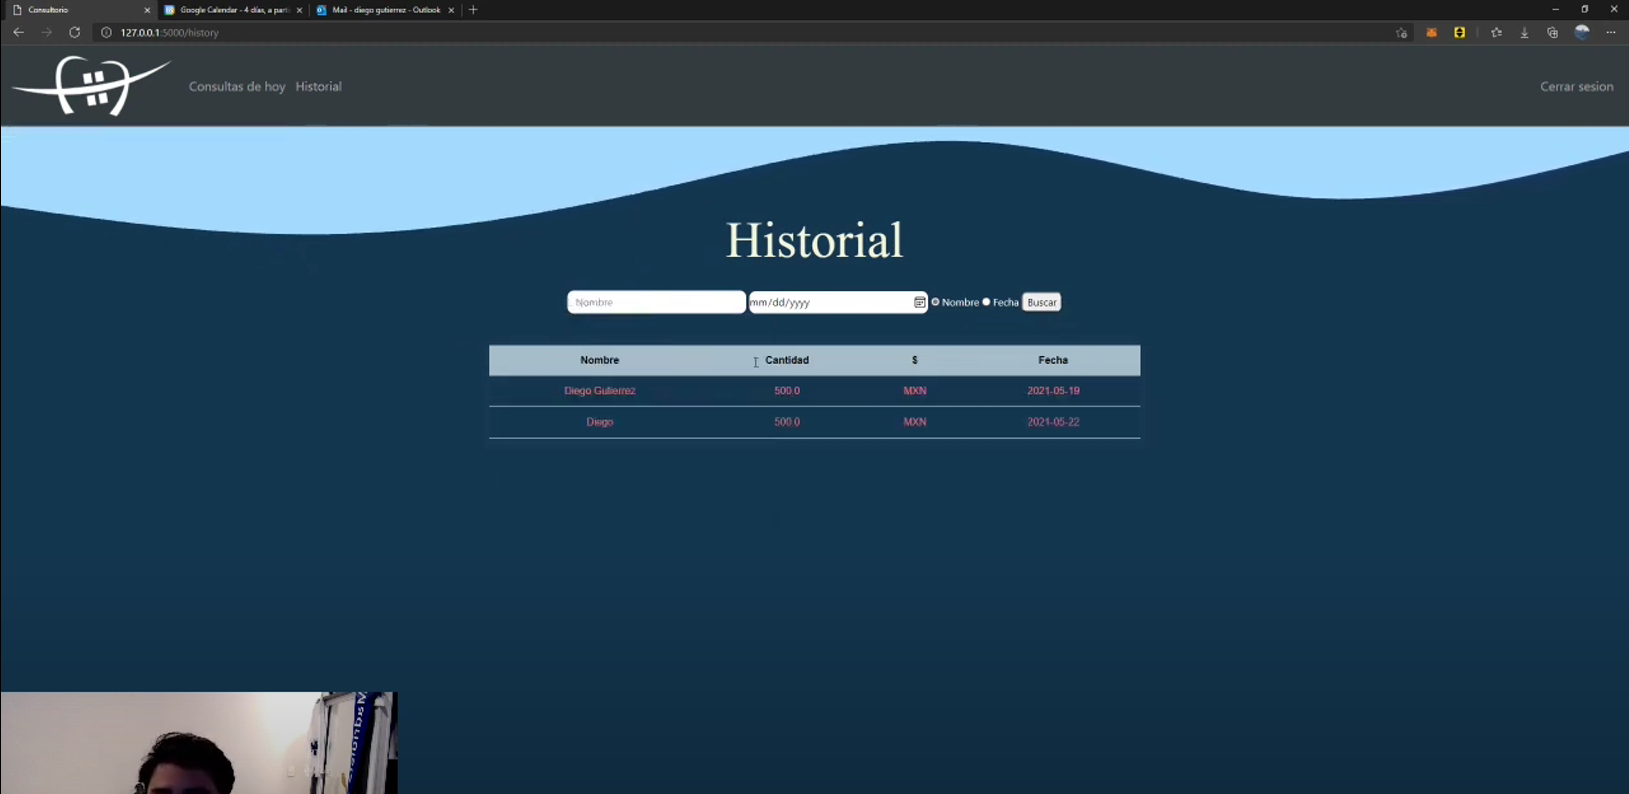 Consultorio
Google Calendar - 4 días, a parti
Mail - diego gutierrez - Outlook
127.0.0.1:5000/history
Consultas de hoy Historial Cerrar sesion
Historial
Nombre mm/dd/yyyy Nombre Fecha Buscar
Nombre Cantidad $ Fecha
Diego Gutierrez 500.0 MXN 2021-05-19
Diego 500.0 MXN 2021-05-22